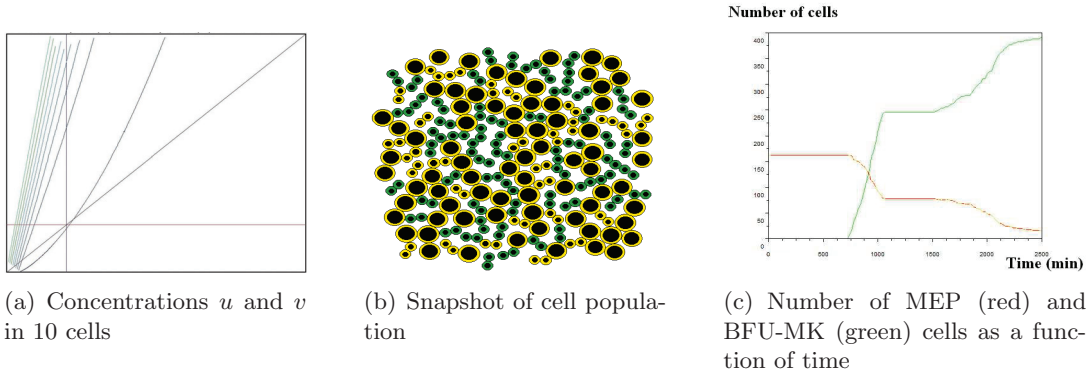 Number of cells
400
350
300
250
200
150
100
50
0
0
500
1000
1500
2000
2500
Time (min)
(a) Concentrations u and v
in 10 cells
(b) Snapshot of cell popula-
tion
(c) Number of MEP (red) and
BFU-MK (green) cells as a func-
tion of time